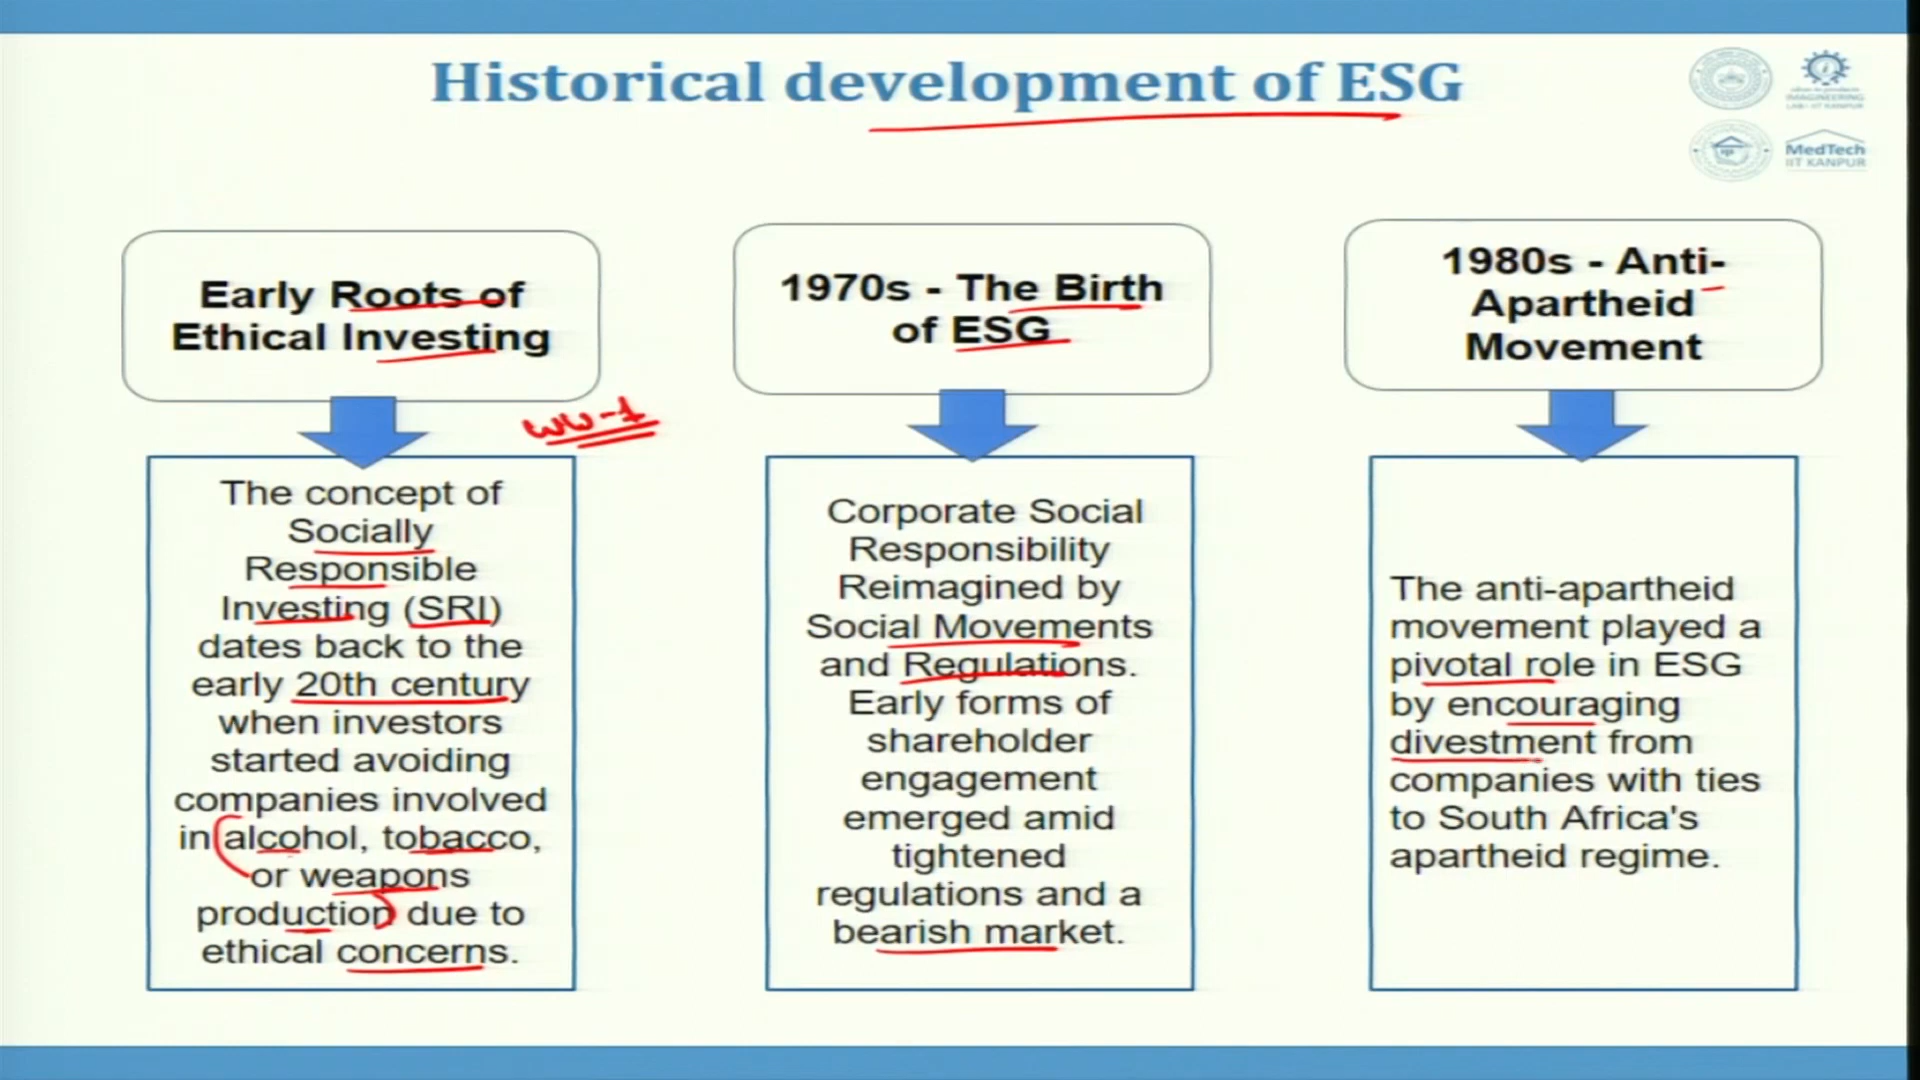 Historical development of ESG
IMAGINEERING
LAB-IIT KANPUR
MedTech
IIT KANPUR
Early Roots of
Ethical Investing
WW-1
The concept of
Socially
Responsible
Investing (SRI)
dates back to the
early 20th century
when investors
started avoiding
companies involved
in alcohol, tobacco,
or weapons
production due to
ethical concerns.
1970s - The Birth
of ESG
Corporate Social
Responsibility
Reimagined by
Social Movements
and Regulations.
Early forms of
shareholder
engagement
emerged amid
tightened
regulations and a
bearish market.
1980s - Anti-
Apartheid
Movement
The anti-apartheid
movement played a
pivotal role in ESG
by encouraging
divestment from
companies with ties
to South Africa's
apartheid regime.